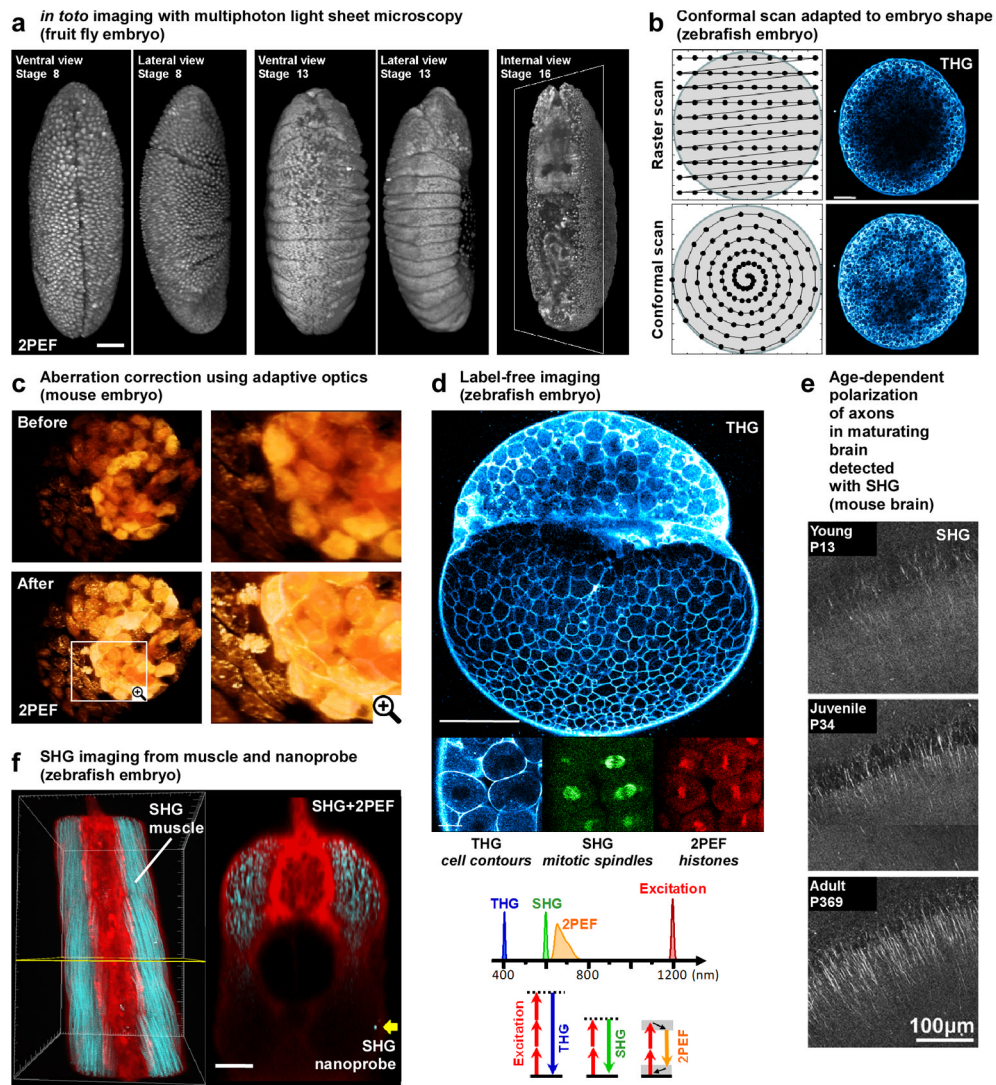 a in toto imaging with multiphoton light sheet microscopy
(fruit fly embryo)
Ventral view
Stage 8
Lateral view
Stage 8
Ventral view
Stage 13
Lateral view
Stage 13
Internal view
Stage 16
2PEF
b Conformal scan adapted to embryo shape
(zebrafish embryo)
Raster scan
THG
Conformal scan
c Aberration correction using adaptive optics
(mouse embryo)
Before
After
2PEF
d Label-free imaging
(zebrafish embryo)
THG
THG
cell contours
SHG
mitotic spindles
2PEF
histones
THG
SHG
2PEF
Excitation
400
600
800
1200
(nm)
Excitation
THG
SHG
2PEF
e Age-dependent
polarization
of axons
in maturating
brain
detected
with SHG
(mouse brain)
Young
P13
SHG
Juvenile
P34
Adult
P369
100µm
f SHG imaging from muscle and nanoprobe
(zebrafish embryo)
SHG
muscle
SHG+2PEF
SHG
nanoprobe